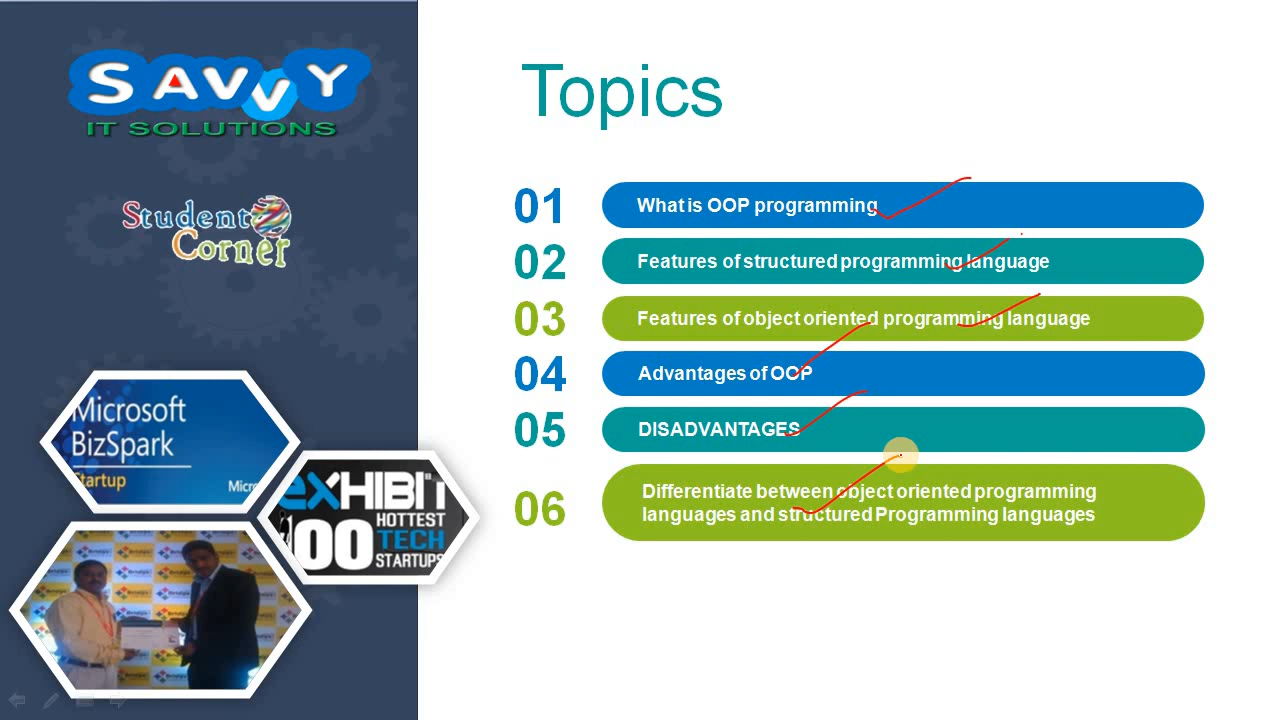 SAVVY
IT SOLUTIONS
Student
Corner
Microsoft
BizSpark
Startup
Micr
eXHIBIT
100 HOTTEST
TECH
STARTUPS
Topics
01 What is OOP programming
02 Features of structured programming language
03 Features of object oriented programming language
04 Advantages of OOP
05 DISADVANTAGES
06 Differentiate between object oriented programming
languages and structured Programming languages